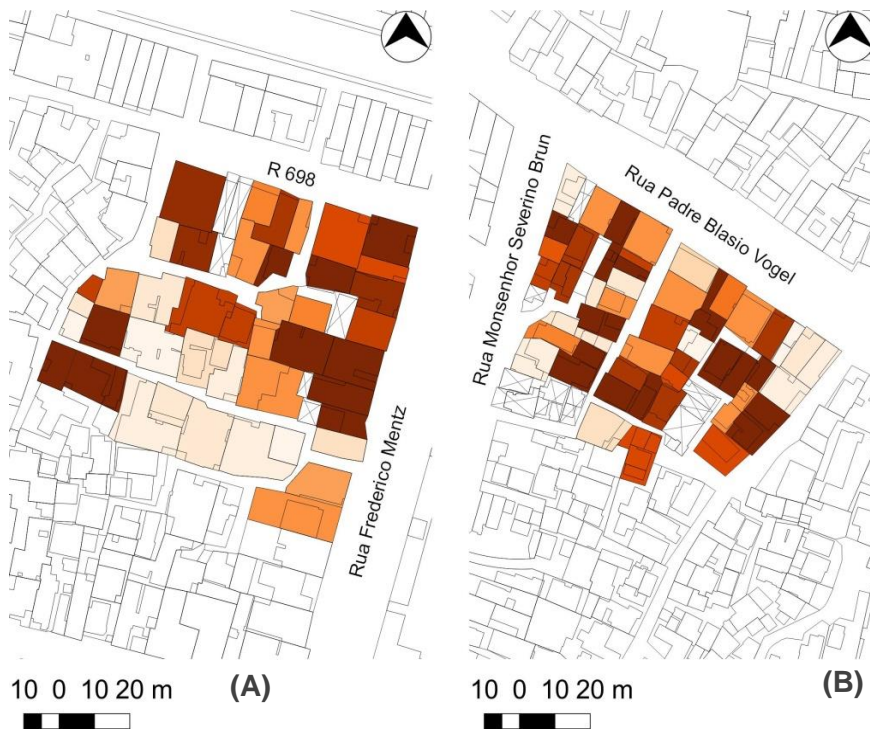 R 698
Rua Frederico Mentz
10 0 10 20 m
(A)
Rua Monsenhor Severino Brun
Rua Padre Blasio Vogel
10 0 10 20 m
(B)